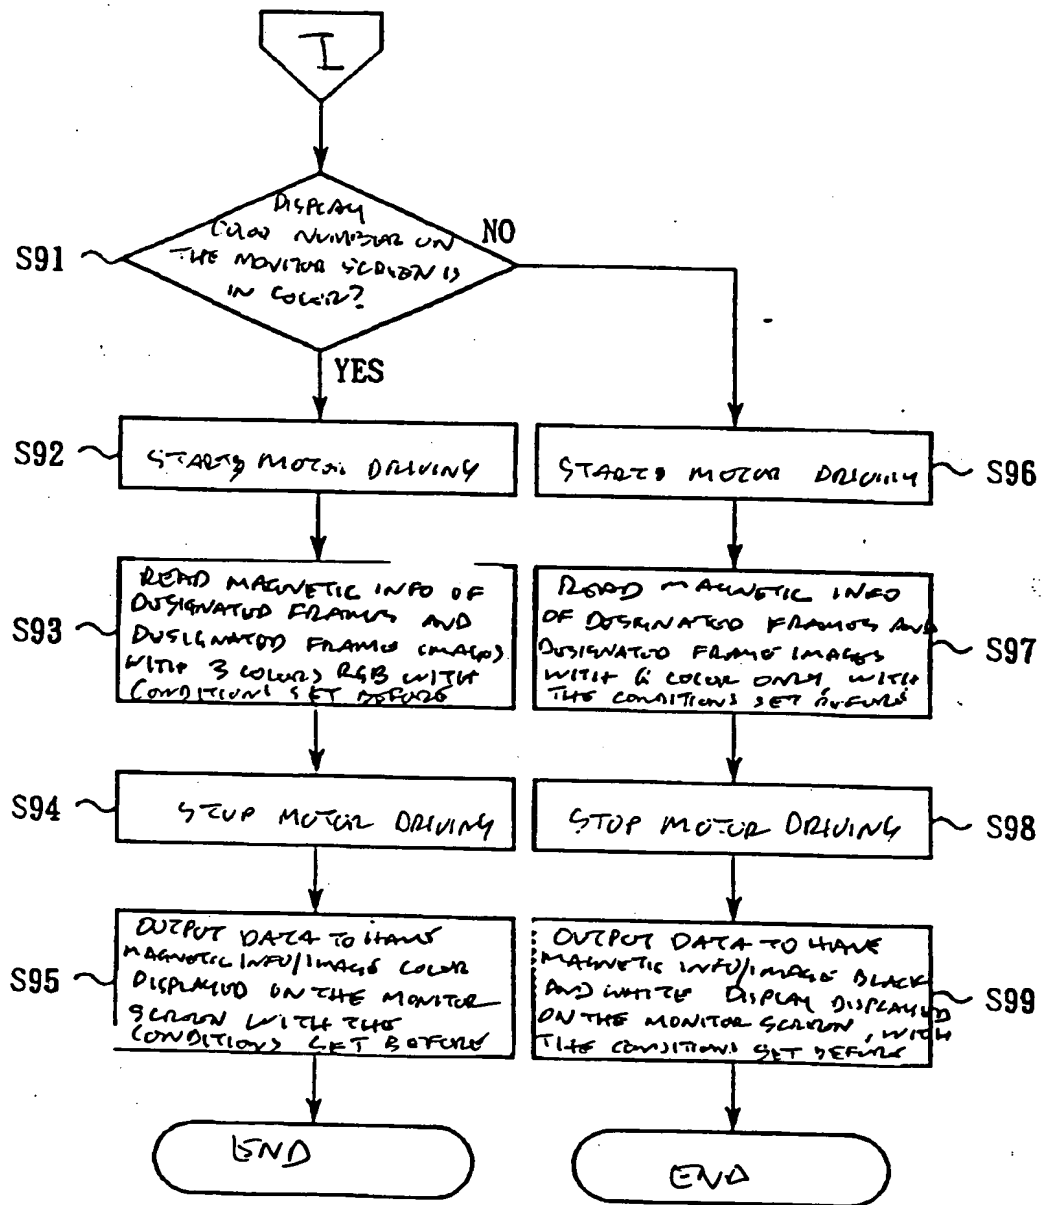 I
DISPLAY
COLOR NUMBER ON
THE MONITOR SCREEN IS
IN COLOR?
NO
S91
YES
S92
STARTS MOTOR DRIVING
STARTS MOTOR DRIVING
S96
READ MAGNETIC INFO OF
DESIGNATED FRAMES AND
DESIGNATED FRAME IMAGES
WITH 3 COLORS RGB WITH
CONDITIONS SET BEFORE
S93
READ MAGNETIC INFO
OF DESIGNATED FRAMES AND
DESIGNATED FRAME IMAGES
WITH G COLOR ONLY WITH
THE CONDITIONS SET BEFORE
S97
S94
STOP MOTOR DRIVING
STOP MOTOR DRIVING
S98
OUTPUT DATA TO HAVE
MAGNETIC INFO/IMAGE COLOR
DISPLAYED ON THE MONITOR
SCREEN WITH THE
CONDITIONS SET BEFORE
S95
OUTPUT DATA TO HAVE
MAGNETIC INFO/IMAGE BLACK
AND WHITE DISPLAY DISPLAYED
ON THE MONITOR SCREEN, WITH
THE CONDITIONS SET BEFORE
S99
END
END